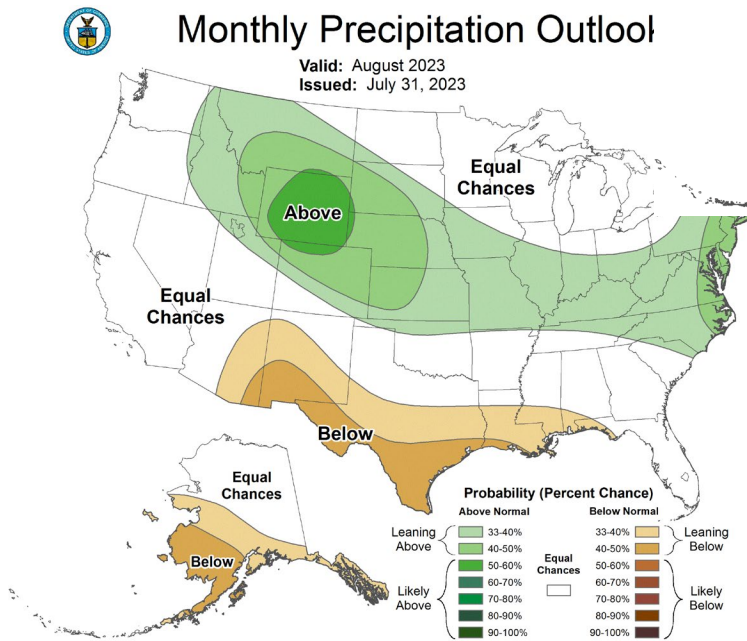 Monthly Precipitation Outlook
Valid: August 2023
Issued: July 31, 2023
Equal
Chances
Above
Equal
Chances
Below
Equal
Chances
Below
Probability (Percent Chance)
Above Normal
Below Normal
Leaning
Above
33-40%
40-50%
50-60%
60-70%
70-80%
80-90%
90-100%
Likely
Above
Equal
Chances
33-40%
40-50%
50-60%
60-70%
70-80%
80-90%
90-100%
Leaning
Below
Likely
Below